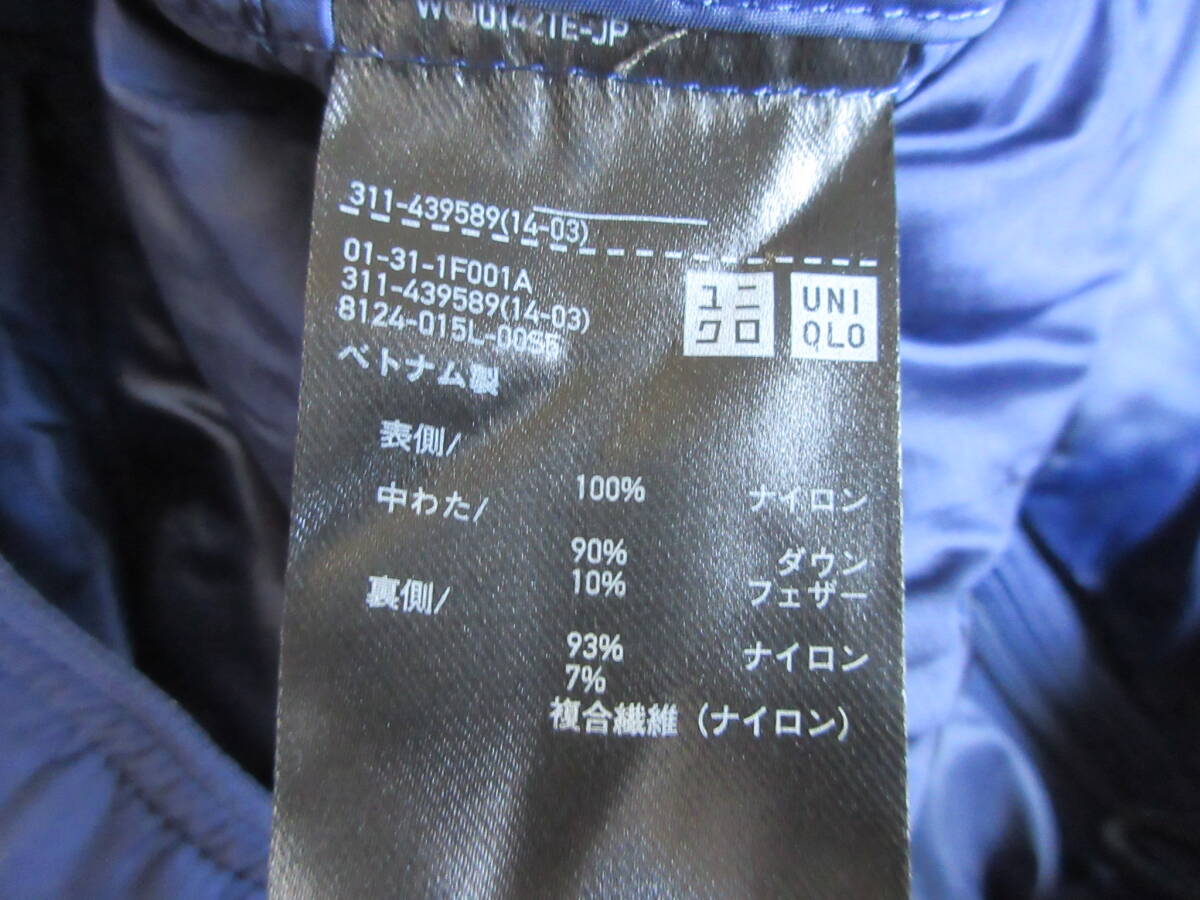 311-439589(14-03)
01-31-1F001A
311-439589(14-03)
8124-015L-00S5
ベトナム製
ユニ
クロ
UNI
QLO
表側/
100% ナイロン
中わた/
90% ダウン
10% フェザー
裏側/
93% ナイロン
7%
複合繊維（ナイロン）